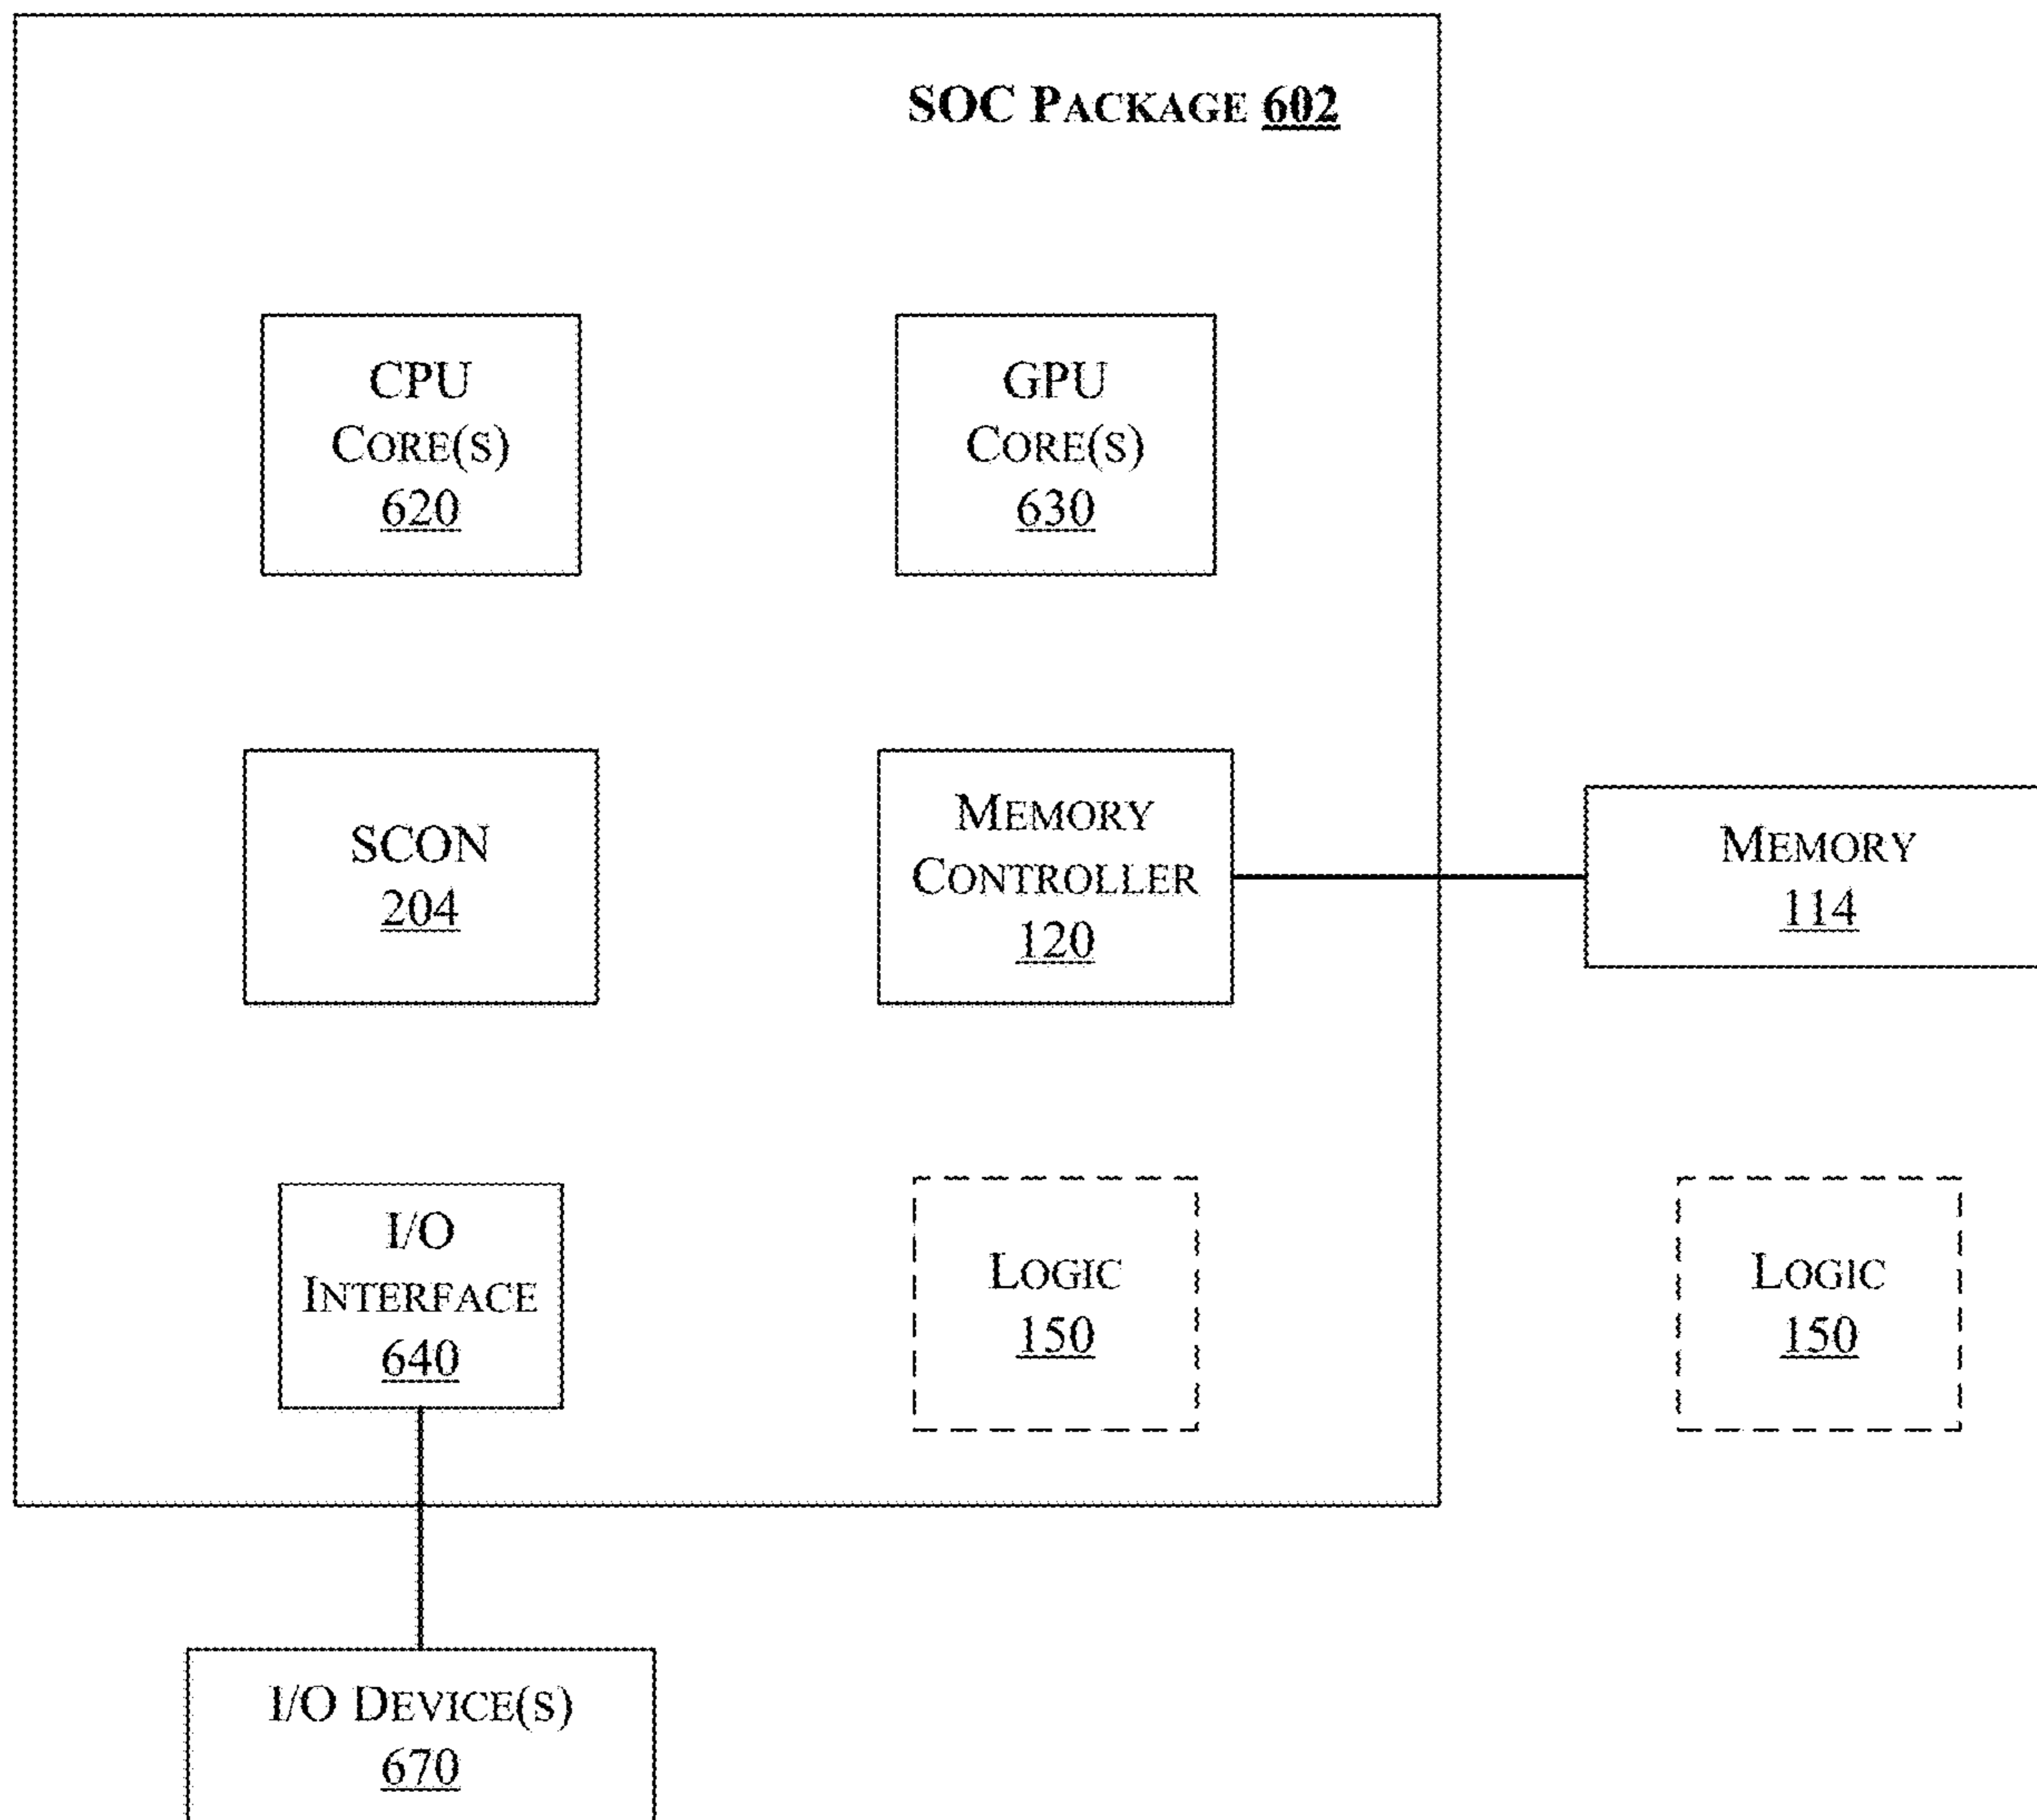 SOC PACKAGE 602
CPU
CORE(S)
620
GPU
CORE(S)
630
SCON
204
MEMORY
CONTROLLER
120
MEMORY
114
I/O
INTERFACE
640
LOGIC
150
LOGIC
150
I/O DEVICE(S)
670